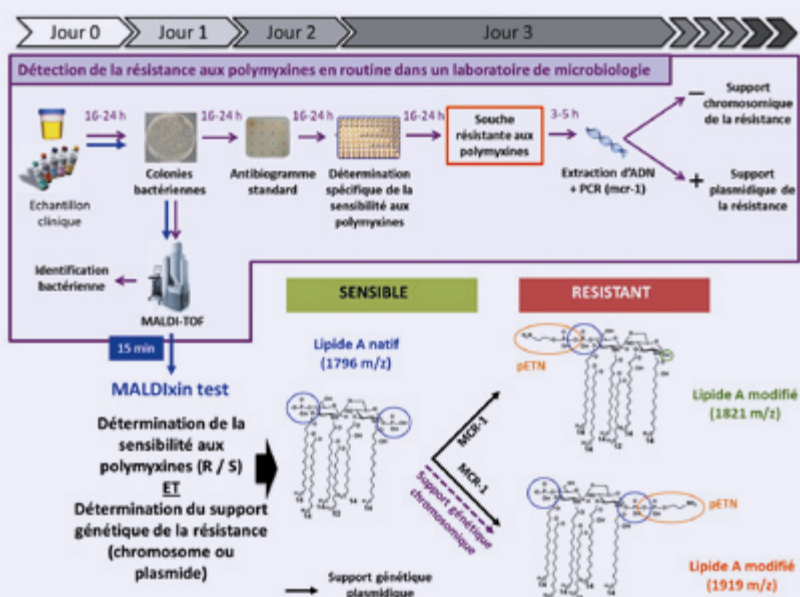 Jour 0
Jour 1
Jour 2
Jour 3
Détection de la résistance aux polymyxines en routine dans un laboratoire de microbiologie
16-24 h
16-24 h
16-24 h
16-24 h
3-5 h
Echantillon
clinique
Colonies
bactériennes
Antibiogramme
standard
Détermination
spécifique de la
sensibilité aux
polymyxines
Souche
résistante aux
polymyxines
Extraction d'ADN
+ PCR (mcr-1)
−
Support
chromosomique
de la résistance
+
Support
plasmidique de
la résistance
Identification
bactérienne
MALDI-TOF
15 min
MALDIxin test
Détermination de la
sensibilité aux
polymyxines (R / S)
ET
Détermination du support
génétique de la résistance
(chromosome ou
plasmide)
SENSIBLE
RESISTANT
Lipide A natif
(1796 m/z)
MCR-1
MCR-1
Support génétique
chromosomique
pETN
Lipide A modifié
(1821 m/z)
pETN
Lipide A modifié
(1919 m/z)
Support génétique
plasmidique